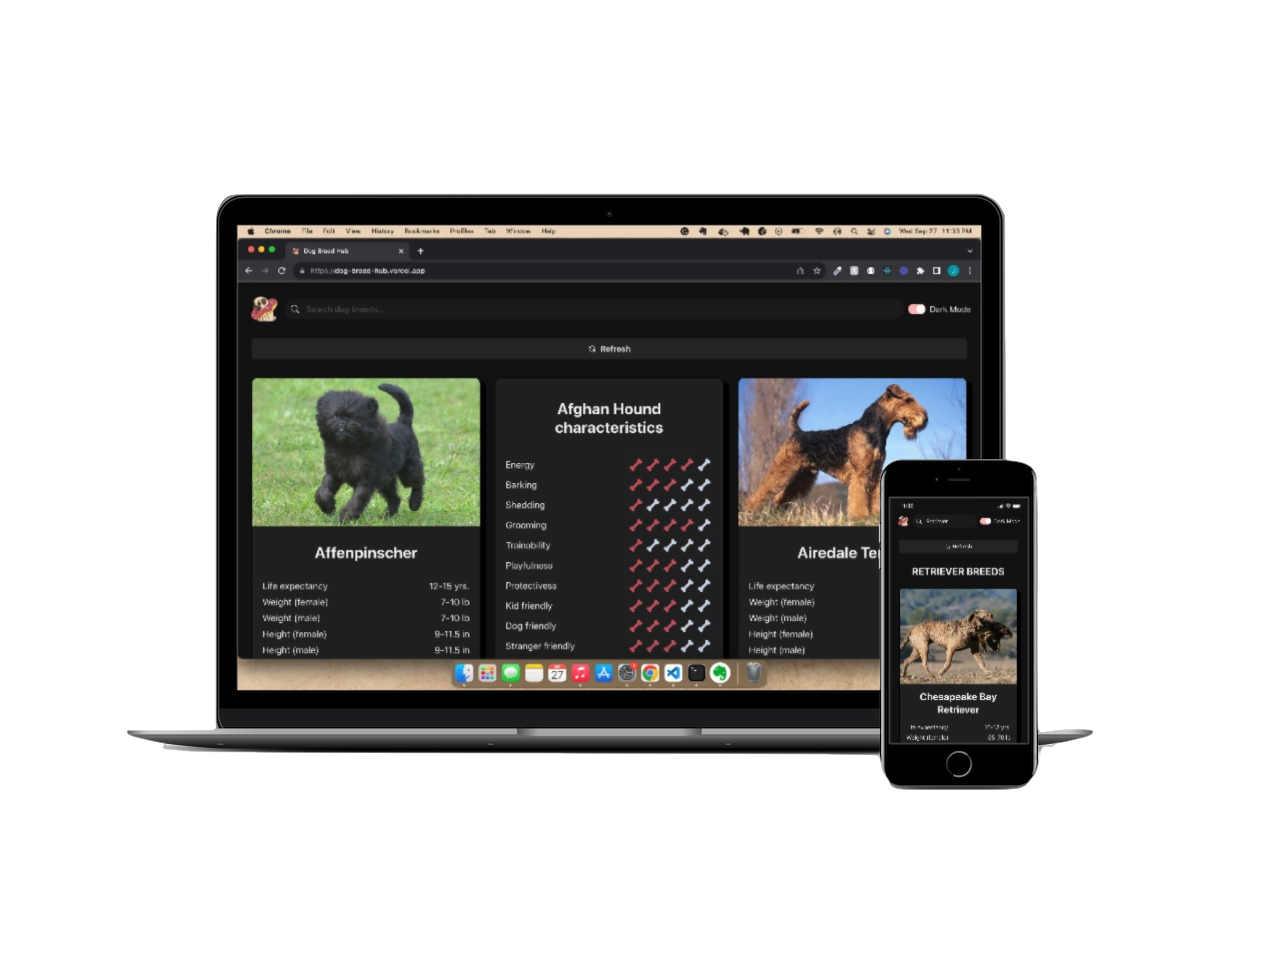 Chrome File Edit View History Bookmarks Profiles Tab Window Help Wed Sep 27 11:33 PM
Dog Breed Hub
https://dog-breed-hub.vercel.app
Search dog breeds...
Dark Mode
Refresh
Affenpinscher
Life expectancy 12-15 yrs.
Weight (female) 7-10 lb
Weight (male) 7-10 lb
Height (female) 9-11.5 in
Height (male) 9-11.5 in
Afghan Hound
characteristics
Energy
Barking
Shedding
Grooming
Trainability
Playfulness
Protectivess
Kid friendly
Dog friendly
Stranger friendly
Airedale Te
Life expectancy
Weight (female)
Weight (male)
Height (female)
Height (male)
27
Retriever
Dark Mode
Refresh
RETRIEVER BREEDS
Chesapeake Bay
Retriever
Life expectancy
Weight (female)